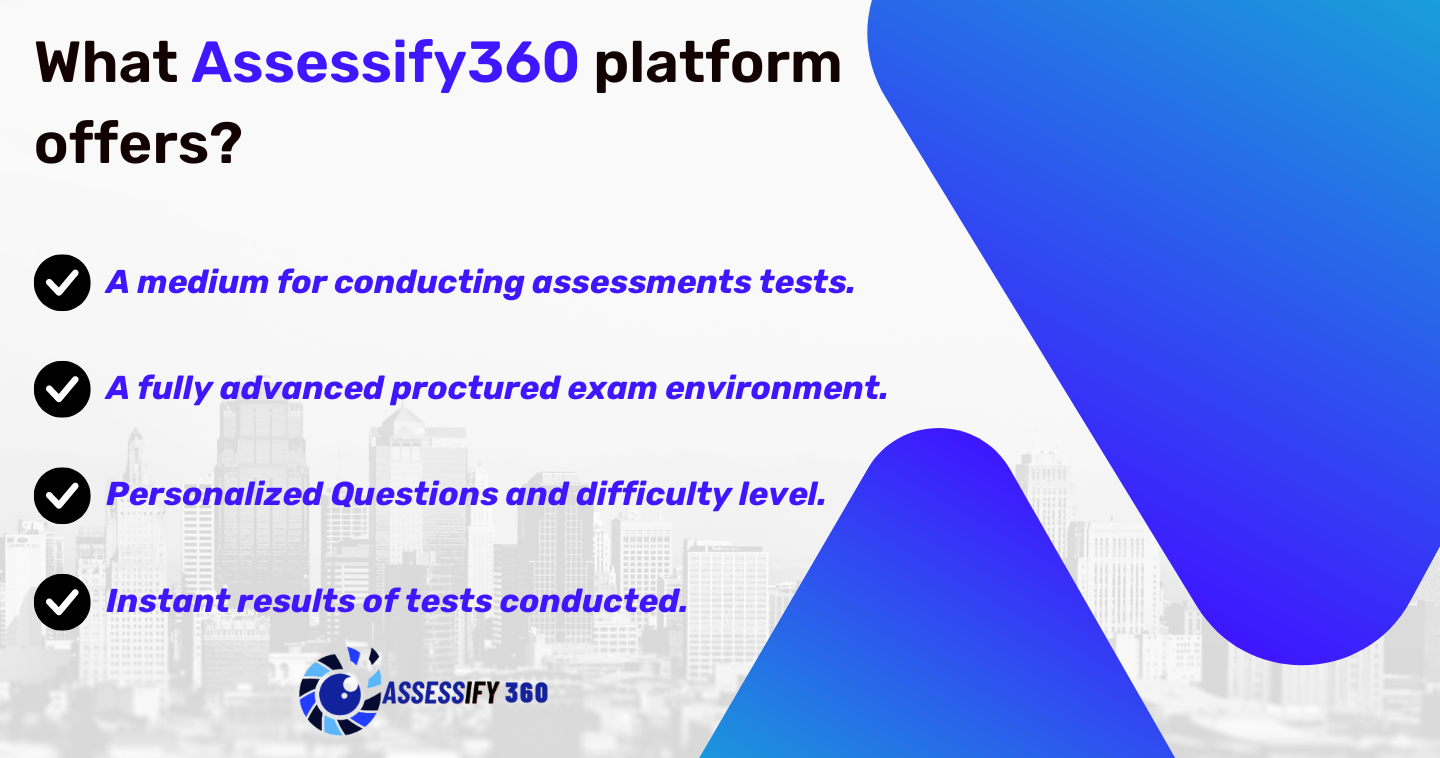 What Assessify360 platform
offers?
A medium for conducting assessments tests.
A fully advanced proctured exam environment.
Personalized Questions and difficulty level.
Instant results of tests conducted.
ASSESSIFY 360